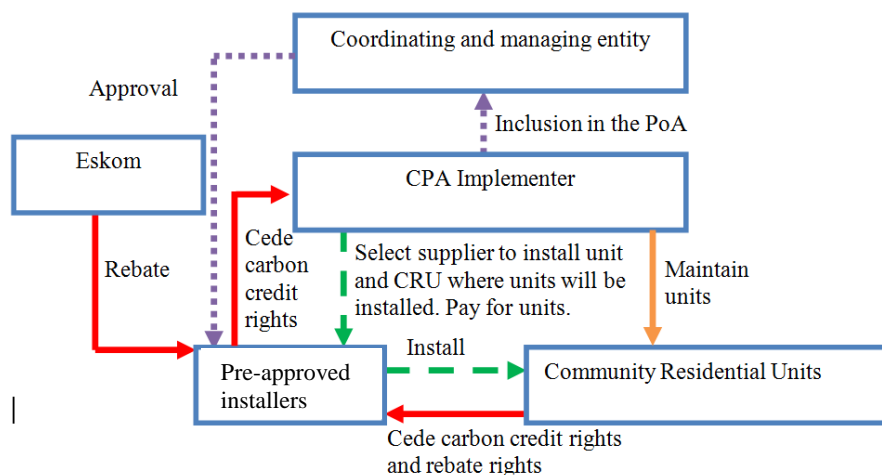 Coordinating and managing entity
Approval
Inclusion in the PoA
Eskom
CPA Implementer
Rebate
Cede
carbon
credit
rights
Select supplier to install unit
and CRU where units will be
installed. Pay for units.
Maintain
units
Install
Pre-approved
installers
Community Residential Units
Cede carbon credit rights
and rebate rights